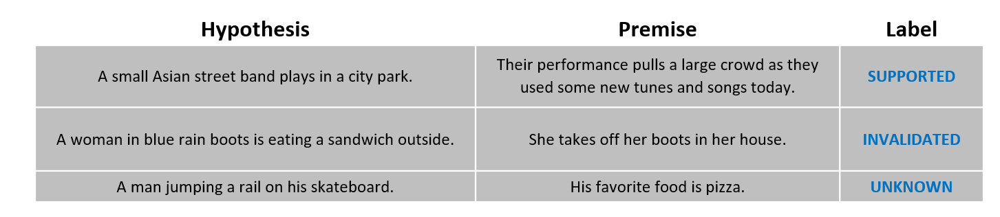 Hypothesis Premise Label
A small Asian street band plays in a city park.
Their performance pulls a large crowd as they
used some new tunes and songs today.
SUPPORTED
A woman in blue rain boots is eating a sandwich outside.
She takes off her boots in her house.
INVALIDATED
A man jumping a rail on his skateboard.
His favorite food is pizza.
UNKNOWN